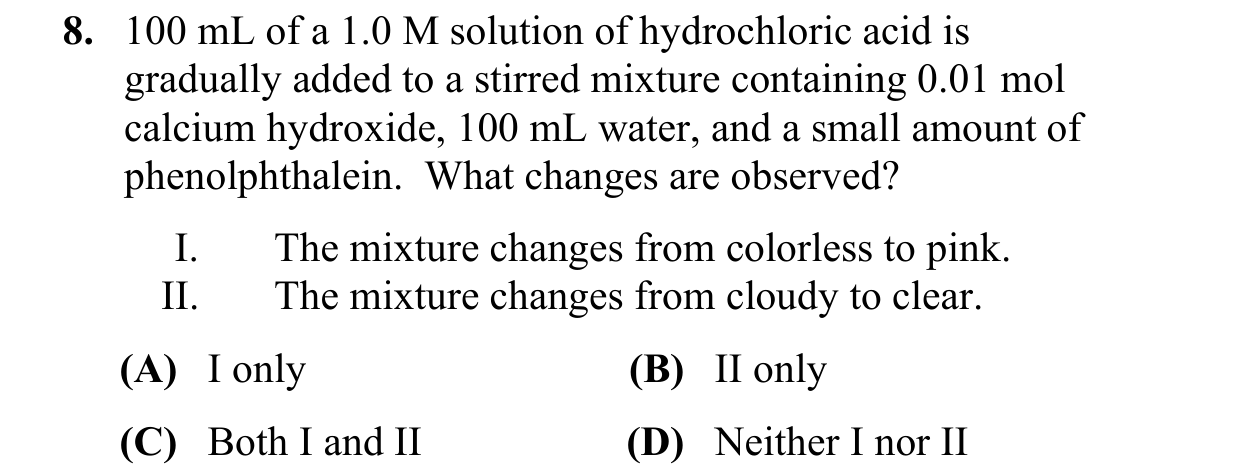 8. 100 mL of a 1.0 M solution of hydrochloric acid is
gradually added to a stirred mixture containing 0.01 mol
calcium hydroxide, 100 mL water, and a small amount of
phenolphthalein. What changes are observed?
I. The mixture changes from colorless to pink.
II. The mixture changes from cloudy to clear.
(A) I only (B) II only
(C) Both I and II (D) Neither I nor II